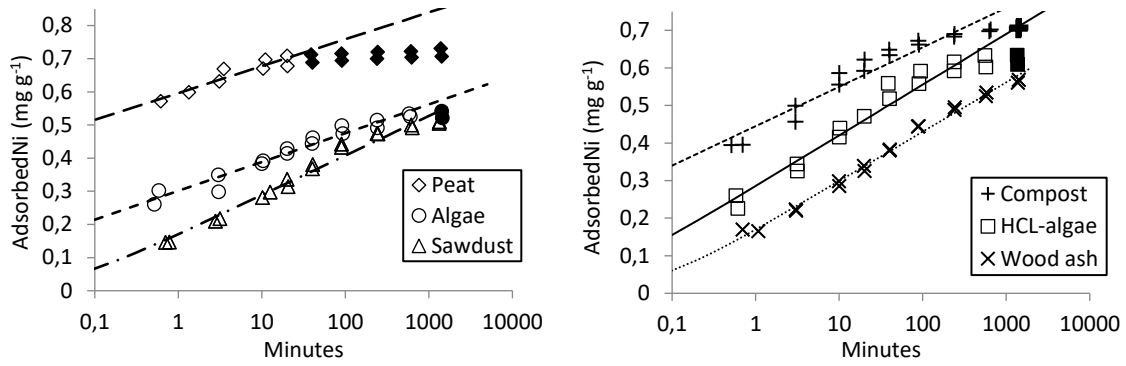 AdsorbedNi (mg g-1)
0,8
0,7
0,6
0,5
0,4
0,3
0,2
0,1
0
Peat
Algae
Sawdust
0,1 1 10 100 1000 10000
Minutes
AdsorbedNi (mg g-1)
0,7
0,6
0,5
0,4
0,3
0,2
0,1
0
Compost
HCL-algae
Wood ash
0,1 1 10 100 1000 10000
Minutes